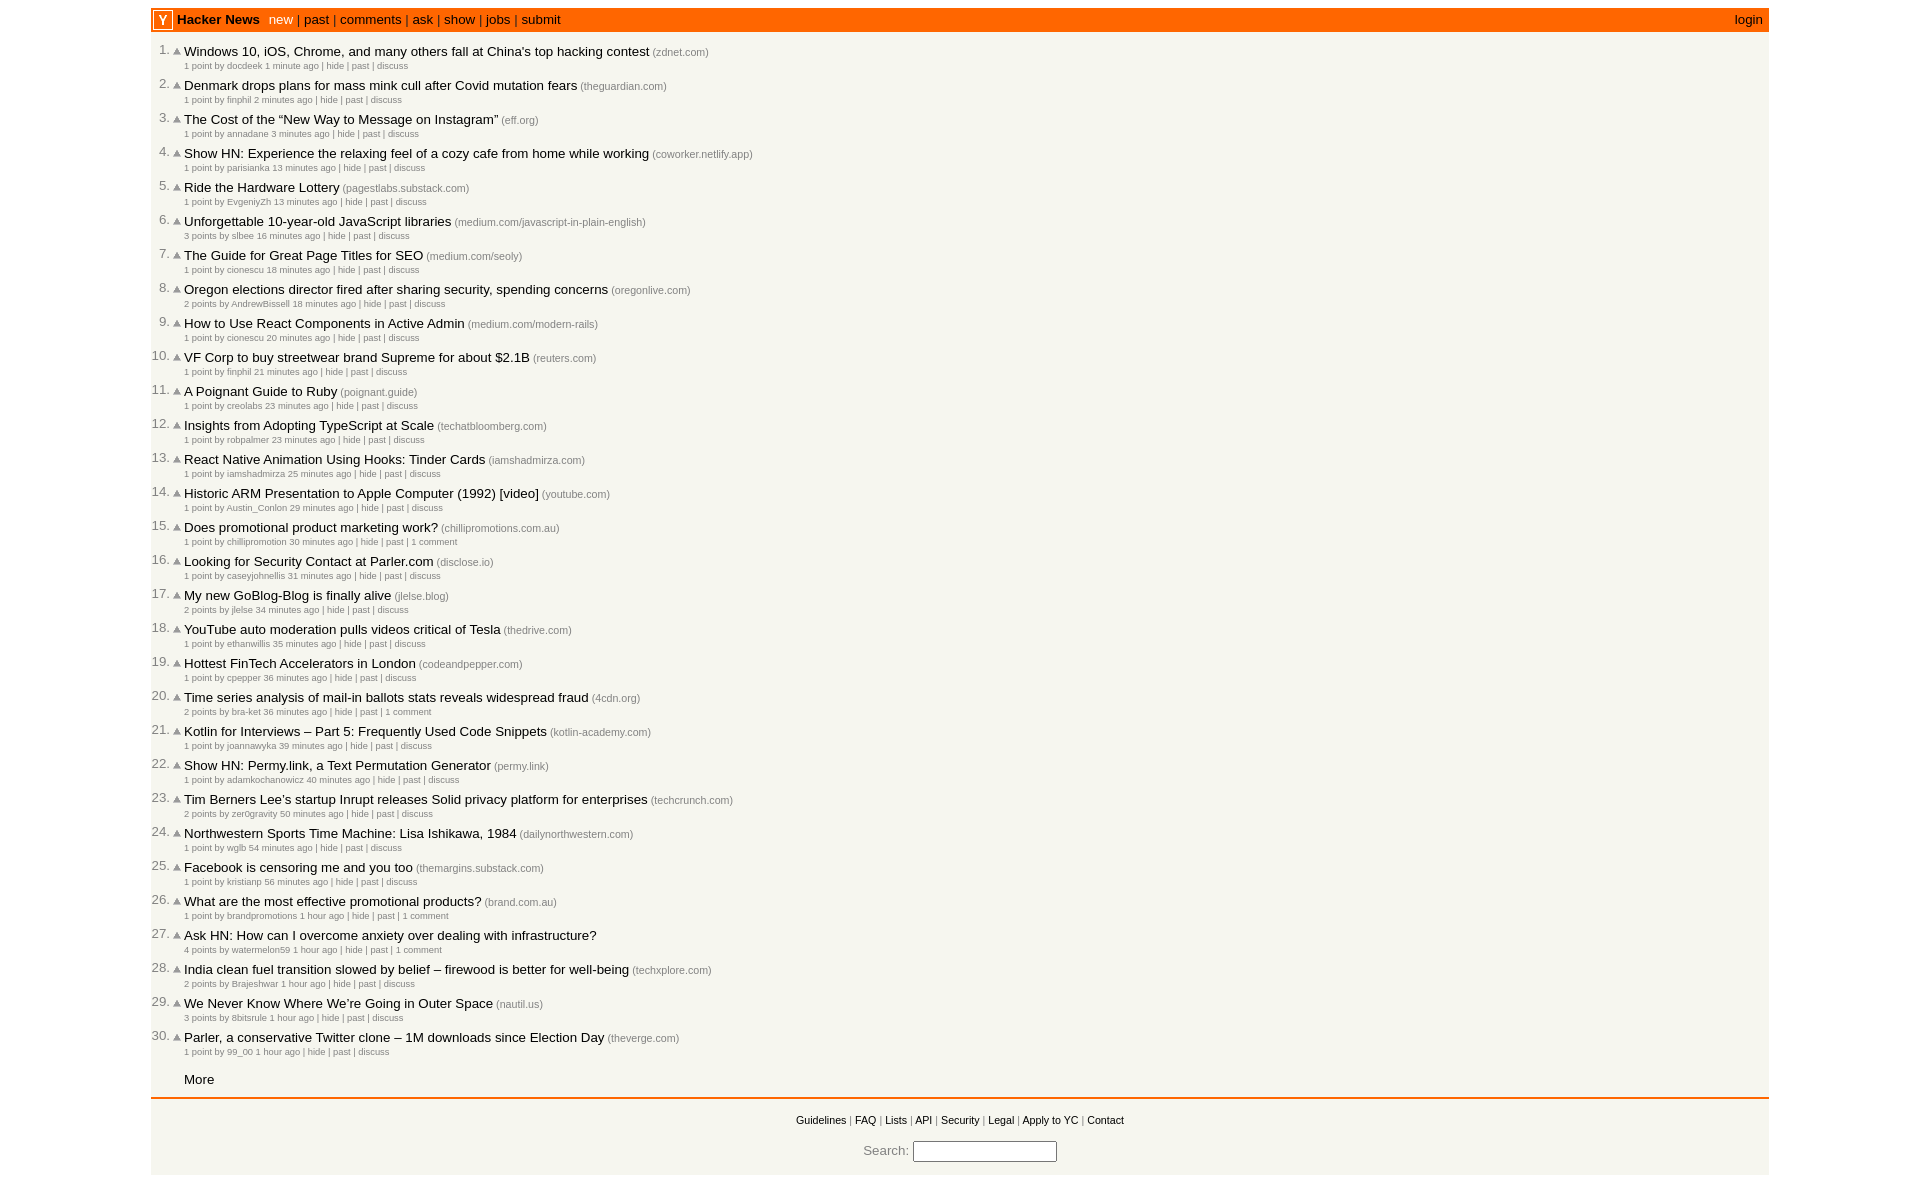 Y Hacker News new | past | comments | ask | show | jobs | submit login
1. Windows 10, iOS, Chrome, and many others fall at China's top hacking contest (zdnet.com)
1 point by docdeek 1 minute ago | hide | past | discuss
2. Denmark drops plans for mass mink cull after Covid mutation fears (theguardian.com)
1 point by finphil 2 minutes ago | hide | past | discuss
3. The Cost of the “New Way to Message on Instagram” (eff.org)
1 point by annadane 3 minutes ago | hide | past | discuss
4. Show HN: Experience the relaxing feel of a cozy cafe from home while working (coworker.netlify.app)
1 point by parisianka 13 minutes ago | hide | past | discuss
5. Ride the Hardware Lottery (pagestlabs.substack.com)
1 point by EvgeniyZh 13 minutes ago | hide | past | discuss
6. Unforgettable 10-year-old JavaScript libraries (medium.com/javascript-in-plain-english)
3 points by slbee 16 minutes ago | hide | past | discuss
7. The Guide for Great Page Titles for SEO (medium.com/seoly)
1 point by cionescu 18 minutes ago | hide | past | discuss
8. Oregon elections director fired after sharing security, spending concerns (oregonlive.com)
2 points by AndrewBissell 18 minutes ago | hide | past | discuss
9. How to Use React Components in Active Admin (medium.com/modern-rails)
1 point by cionescu 20 minutes ago | hide | past | discuss
10. VF Corp to buy streetwear brand Supreme for about $2.1B (reuters.com)
1 point by finphil 21 minutes ago | hide | past | discuss
11. A Poignant Guide to Ruby (poignant.guide)
1 point by creolabs 23 minutes ago | hide | past | discuss
12. Insights from Adopting TypeScript at Scale (techatbloomberg.com)
1 point by robpalmer 23 minutes ago | hide | past | discuss
13. React Native Animation Using Hooks: Tinder Cards (iamshadmirza.com)
1 point by iamshadmirza 25 minutes ago | hide | past | discuss
14. Historic ARM Presentation to Apple Computer (1992) [video] (youtube.com)
1 point by Austin_Conlon 29 minutes ago | hide | past | discuss
15. Does promotional product marketing work? (chillipromotions.com.au)
1 point by chillipromotion 30 minutes ago | hide | past | 1 comment
16. Looking for Security Contact at Parler.com (disclose.io)
1 point by caseyjohnellis 31 minutes ago | hide | past | discuss
17. My new GoBlog-Blog is finally alive (jlelse.blog)
2 points by jlelse 34 minutes ago | hide | past | discuss
18. YouTube auto moderation pulls videos critical of Tesla (thedrive.com)
1 point by ethanwillis 35 minutes ago | hide | past | discuss
19. Hottest FinTech Accelerators in London (codeandpepper.com)
1 point by cpepper 36 minutes ago | hide | past | discuss
20. Time series analysis of mail-in ballots stats reveals widespread fraud (4cdn.org)
2 points by bra-ket 36 minutes ago | hide | past | 1 comment
21. Kotlin for Interviews – Part 5: Frequently Used Code Snippets (kotlin-academy.com)
1 point by joannawyka 39 minutes ago | hide | past | discuss
22. Show HN: Permy.link, a Text Permutation Generator (permy.link)
1 point by adamkochanowicz 40 minutes ago | hide | past | discuss
23. Tim Berners Lee’s startup Inrupt releases Solid privacy platform for enterprises (techcrunch.com)
2 points by zer0gravity 50 minutes ago | hide | past | discuss
24. Northwestern Sports Time Machine: Lisa Ishikawa, 1984 (dailynorthwestern.com)
1 point by wglb 54 minutes ago | hide | past | discuss
25. Facebook is censoring me and you too (themargins.substack.com)
1 point by kristianp 56 minutes ago | hide | past | discuss
26. What are the most effective promotional products? (brand.com.au)
1 point by brandpromotions 1 hour ago | hide | past | 1 comment
27. Ask HN: How can I overcome anxiety over dealing with infrastructure?
4 points by watermelon59 1 hour ago | hide | past | 1 comment
28. India clean fuel transition slowed by belief – firewood is better for well-being (techxplore.com)
2 points by Brajeshwar 1 hour ago | hide | past | discuss
29. We Never Know Where We’re Going in Outer Space (nautil.us)
3 points by 8bitsrule 1 hour ago | hide | past | discuss
30. Parler, a conservative Twitter clone – 1M downloads since Election Day (theverge.com)
1 point by 99_00 1 hour ago | hide | past | discuss
More
Guidelines | FAQ | Lists | API | Security | Legal | Apply to YC | Contact
Search: